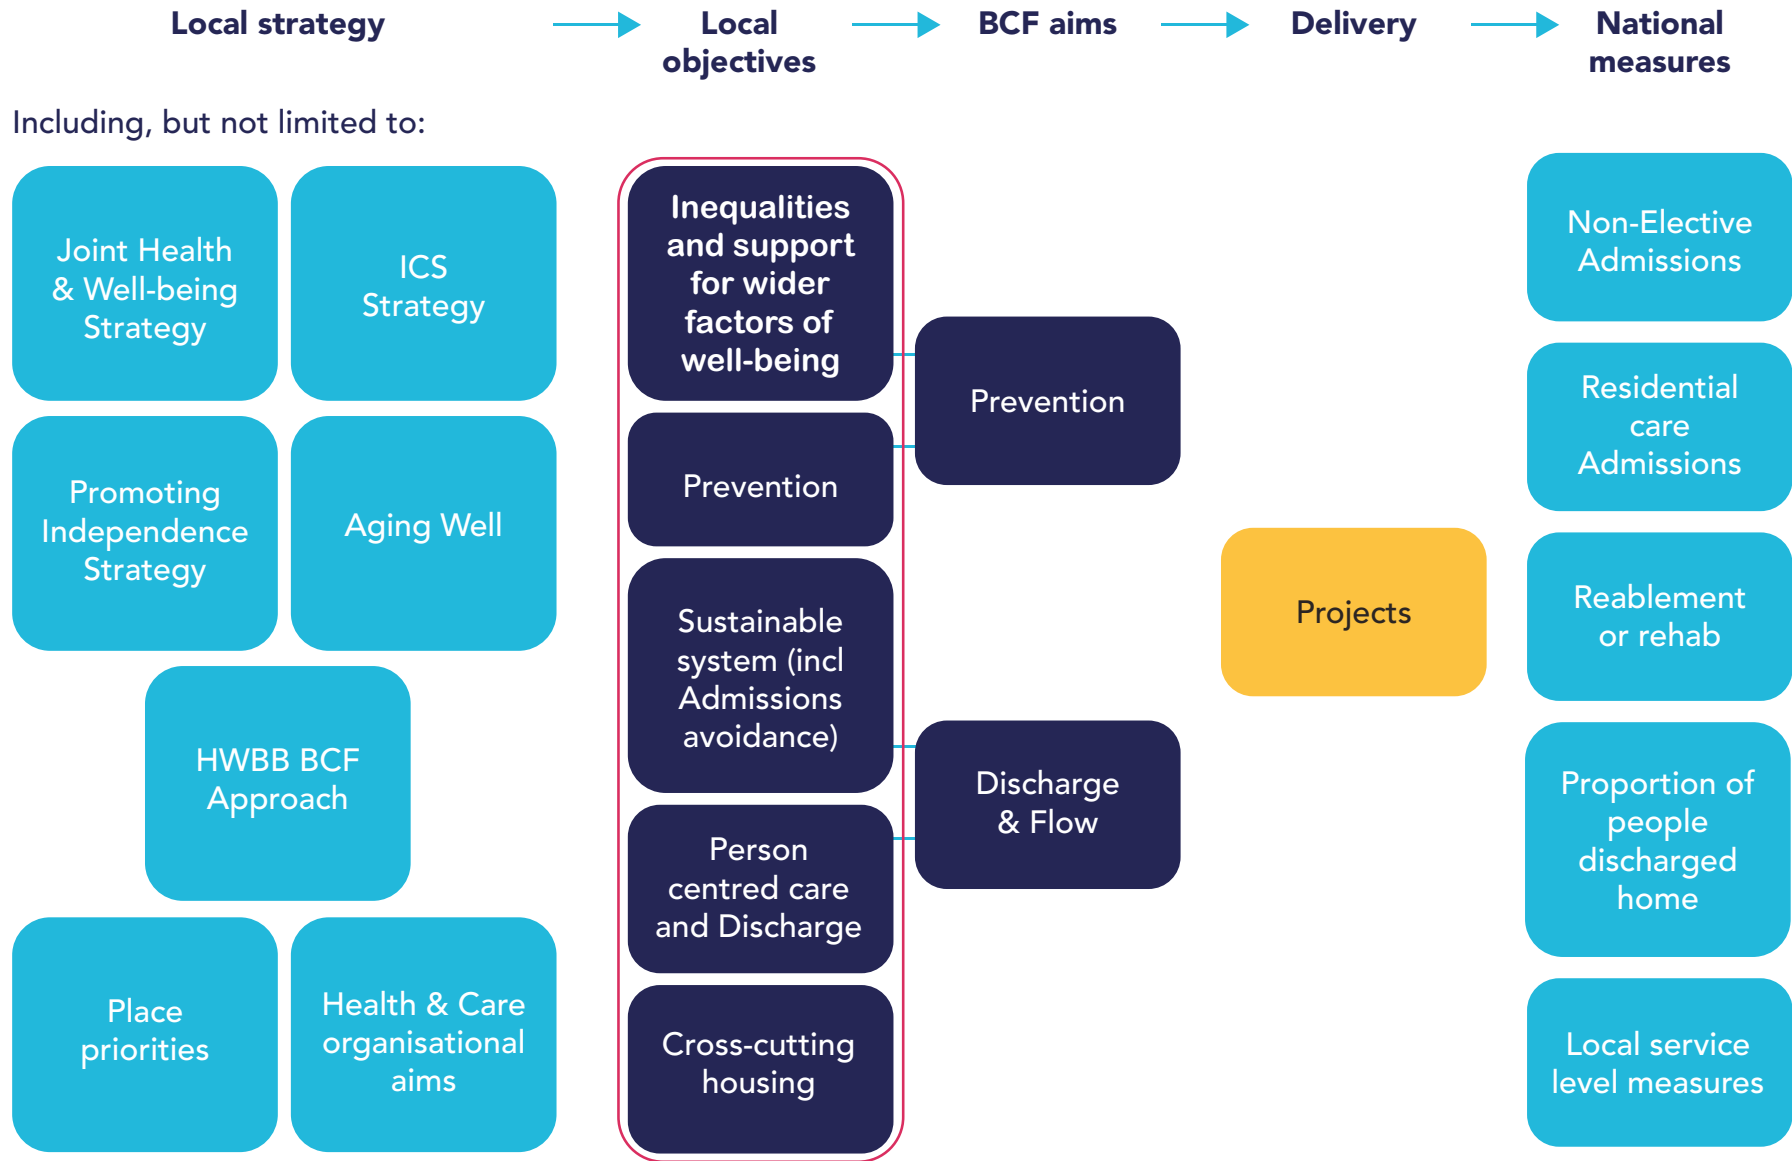 Local strategy
Local
objectives
BCF aims
Delivery
National
measures
Including, but not limited to:
Joint Health
& Well-being
Strategy
ICS
Strategy
Promoting
Independence
Strategy
Aging Well
HWBB BCF
Approach
Place
priorities
Health & Care
organisational
aims
Inequalities
and support
for wider
factors of
well-being
Prevention
Sustainable
system (incl
Admissions
avoidance)
Person
centred care
and Discharge
Cross-cutting
housing
Prevention
Discharge
& Flow
Projects
Non-Elective
Admissions
Residential
care
Admissions
Reablement
or rehab
Proportion of
people
discharged
home
Local service
level measures